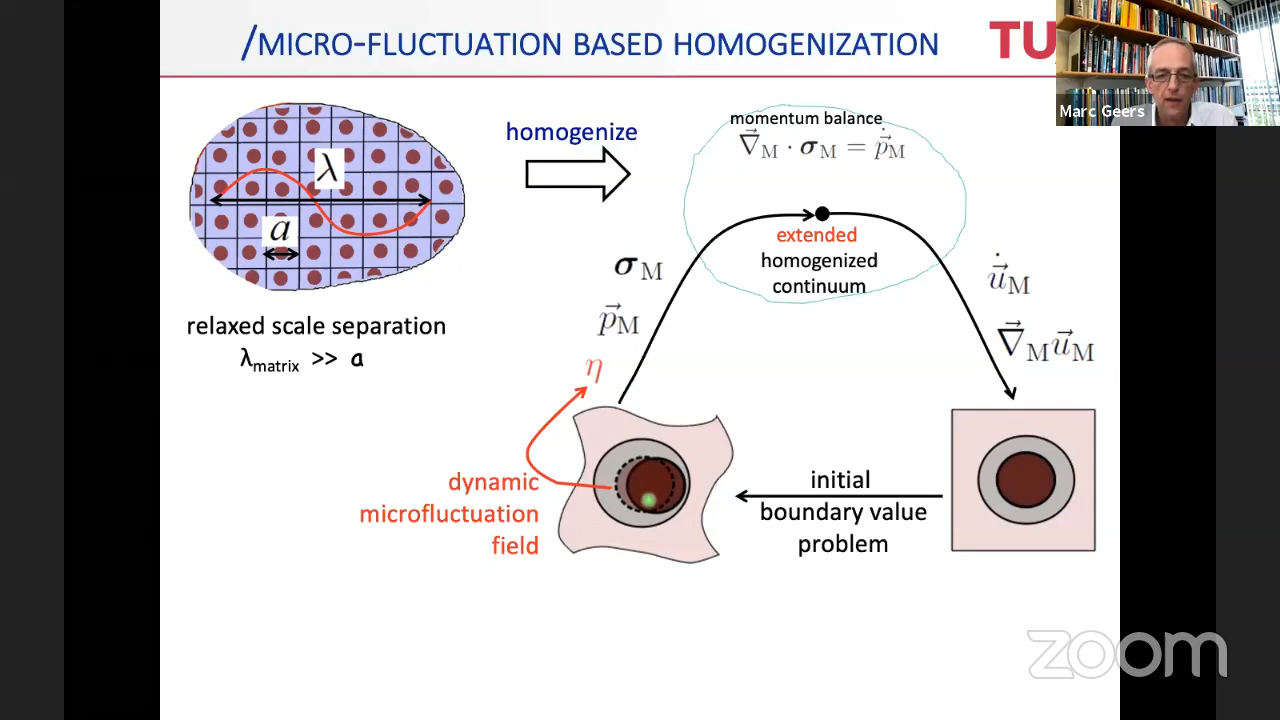 /MICRO-FLUCTUATION BASED HOMOGENIZATION
TU
Marc Geers
λ
a
relaxed scale separation
λmatrix >> a
homogenize
momentum balance
∇⃗M · σM = ṗ⃗M
extended
homogenized
continuum
σM
p⃗M
η
u̇⃗M
∇⃗Mu⃗M
dynamic
microfluctuation
field
initial
boundary value
problem
zoom